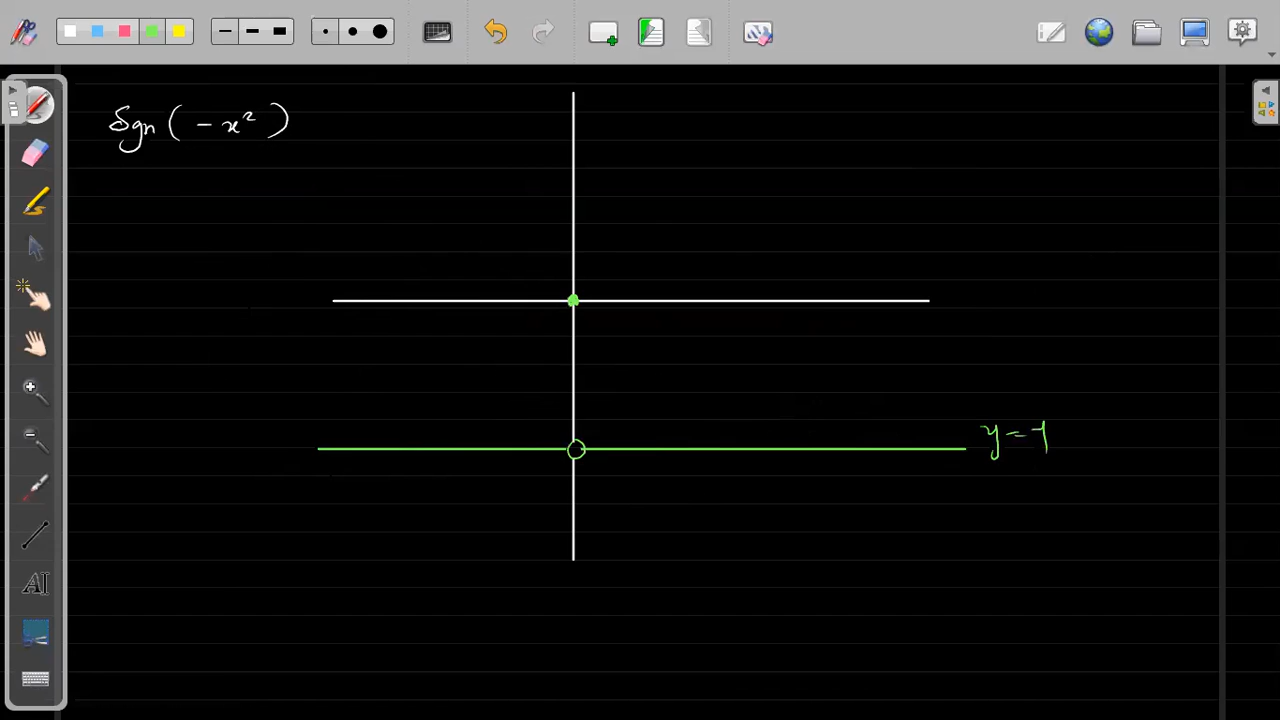 Sgn ( - x² )
y = -1